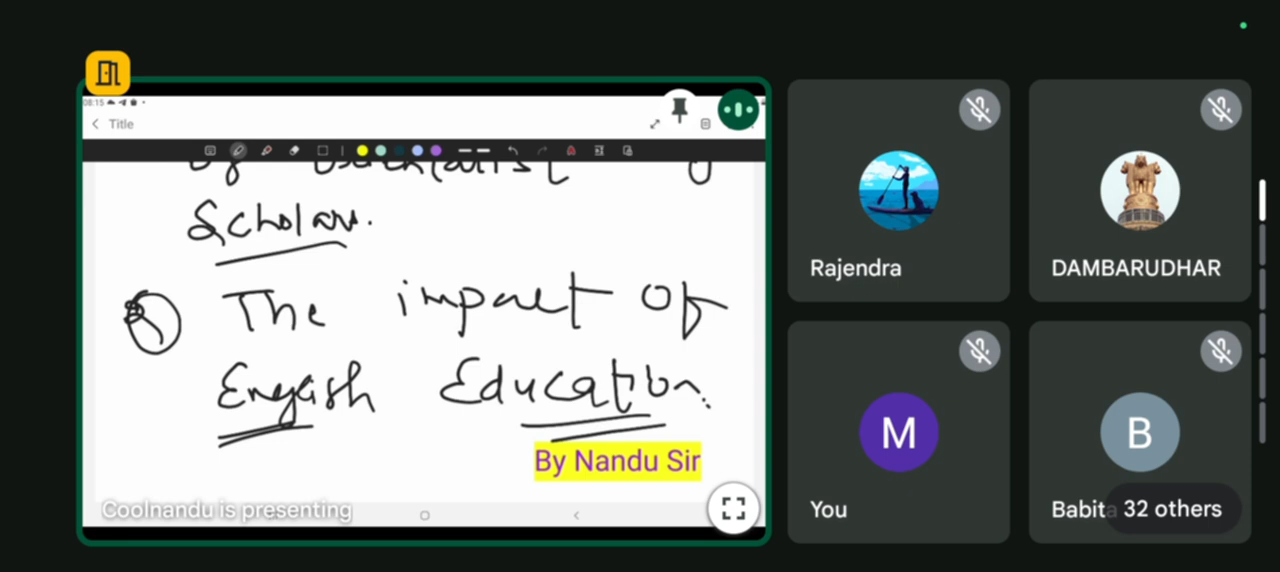 08:15
Title
of
Scholar.
The impact of
English Education.
By Nandu Sir
Coolnandu is presenting
Rajendra
DAMBARUDHAR
M
You
B
Babita
32 others